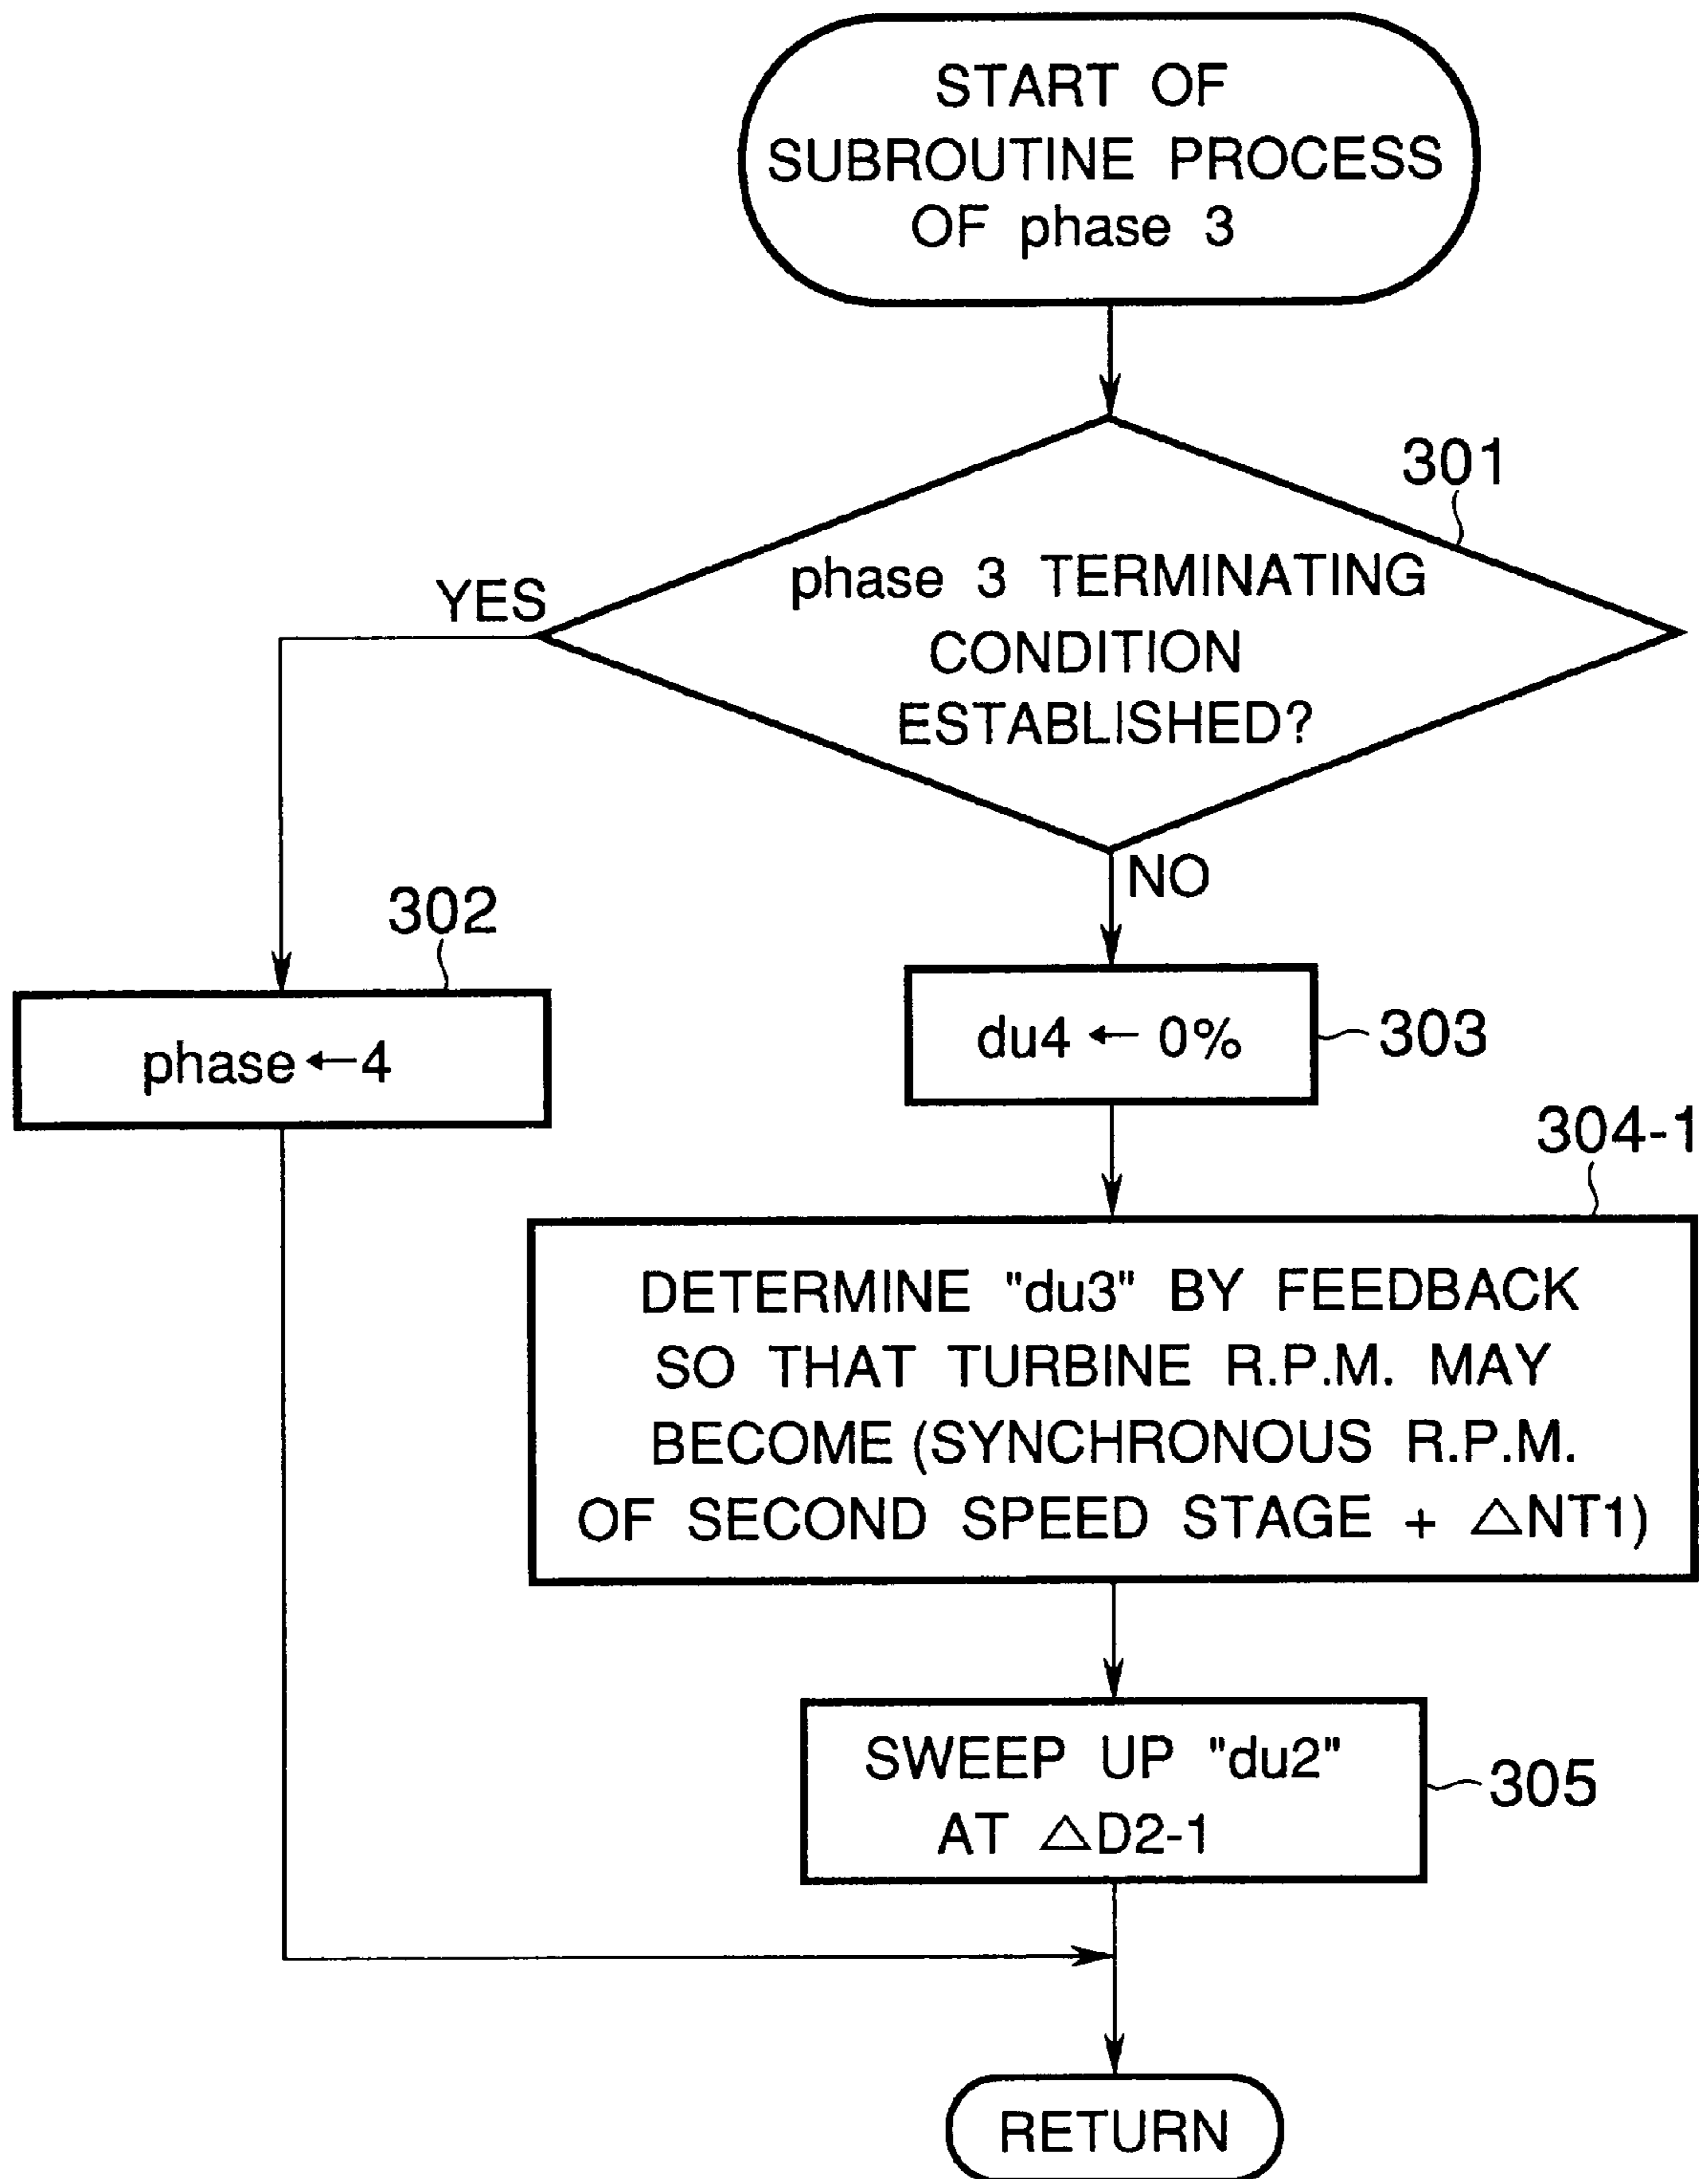 START OF
SUBROUTINE PROCESS
OF phase 3
301
phase 3 TERMINATING
CONDITION
ESTABLISHED?
YES
NO
302
phase←4
du4 ← 0%
303
304-1
DETERMINE "du3" BY FEEDBACK
SO THAT TURBINE R.P.M. MAY
BECOME (SYNCHRONOUS R.P.M.
OF SECOND SPEED STAGE + △NT1)
SWEEP UP "du2"
AT △D2-1
305
RETURN